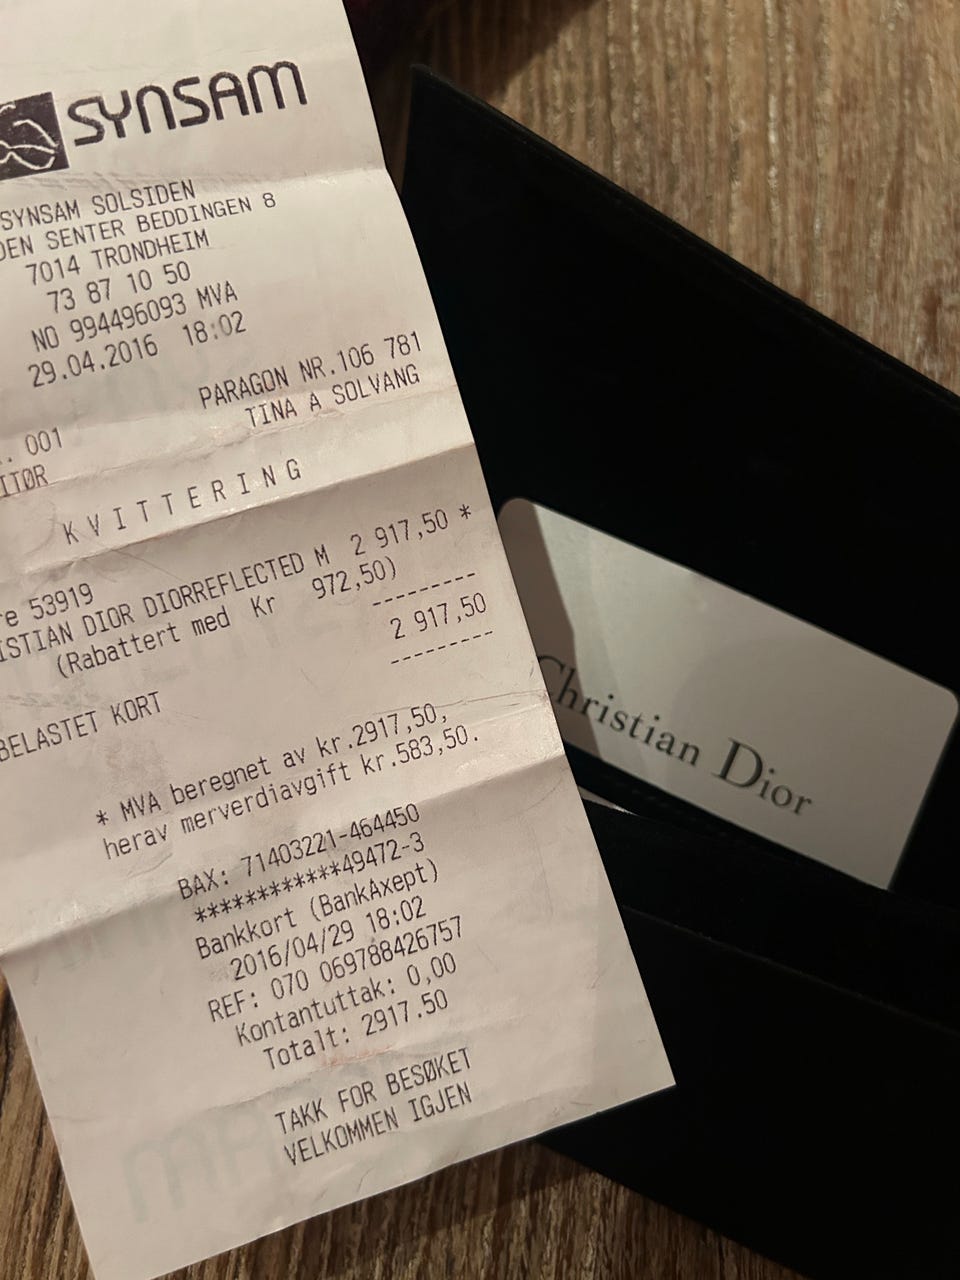 SYNSAM
SYNSAM SOLSIDEN
DEN SENTER BEDDINGEN 8
7014 TRONDHEIM
73 87 10 50
NO 994496093 MVA
29.04.2016 18:02
PARAGON NR.106 781
. 001 TINA A SOLVANG
ITØR
KVITTERING
re 53919
ISTIAN DIOR DIORREFLECTED M 2 917,50 *
(Rabattert med Kr 972,50)
----------
2 917,50
----------
BELASTET KORT
* MVA beregnet av kr.2917,50,
herav merverdiavgift kr.583,50.
BAX: 71403221-464450
***********49472-3
Bankkort (BankAxept)
2016/04/29 18:02
REF: 070 069788426757
Kontantuttak: 0,00
Totalt: 2917.50
TAKK FOR BESØKET
VELKOMMEN IGJEN
Christian Dior